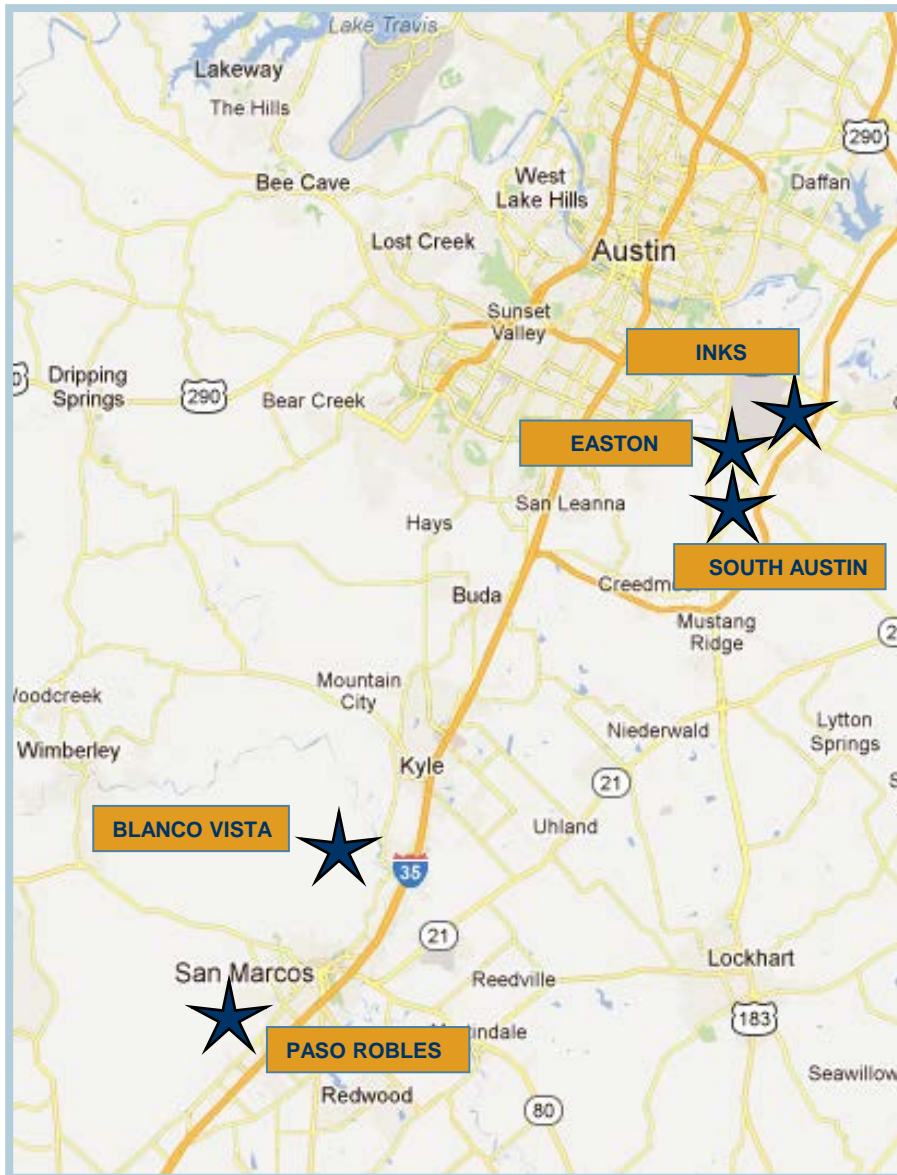 Lake Travis
Lakeway
The Hills
290
Bee Cave
West
Lake Hills
Daffan
Lost Creek
Austin
Sunset
Valley
INKS
Dripping
Springs
290
Bear Creek
EASTON
San Leanna
Hays
SOUTH AUSTIN
Buda
Mustang
Ridge
Mountain
City
Woodcreek
Niederwald
Lytton
Springs
Wimberley
Kyle
21
BLANCO VISTA
Uhland
35
21
San Marcos
Reedville
Lockhart
183
PASO ROBLES
Redwood
Seawillow
80